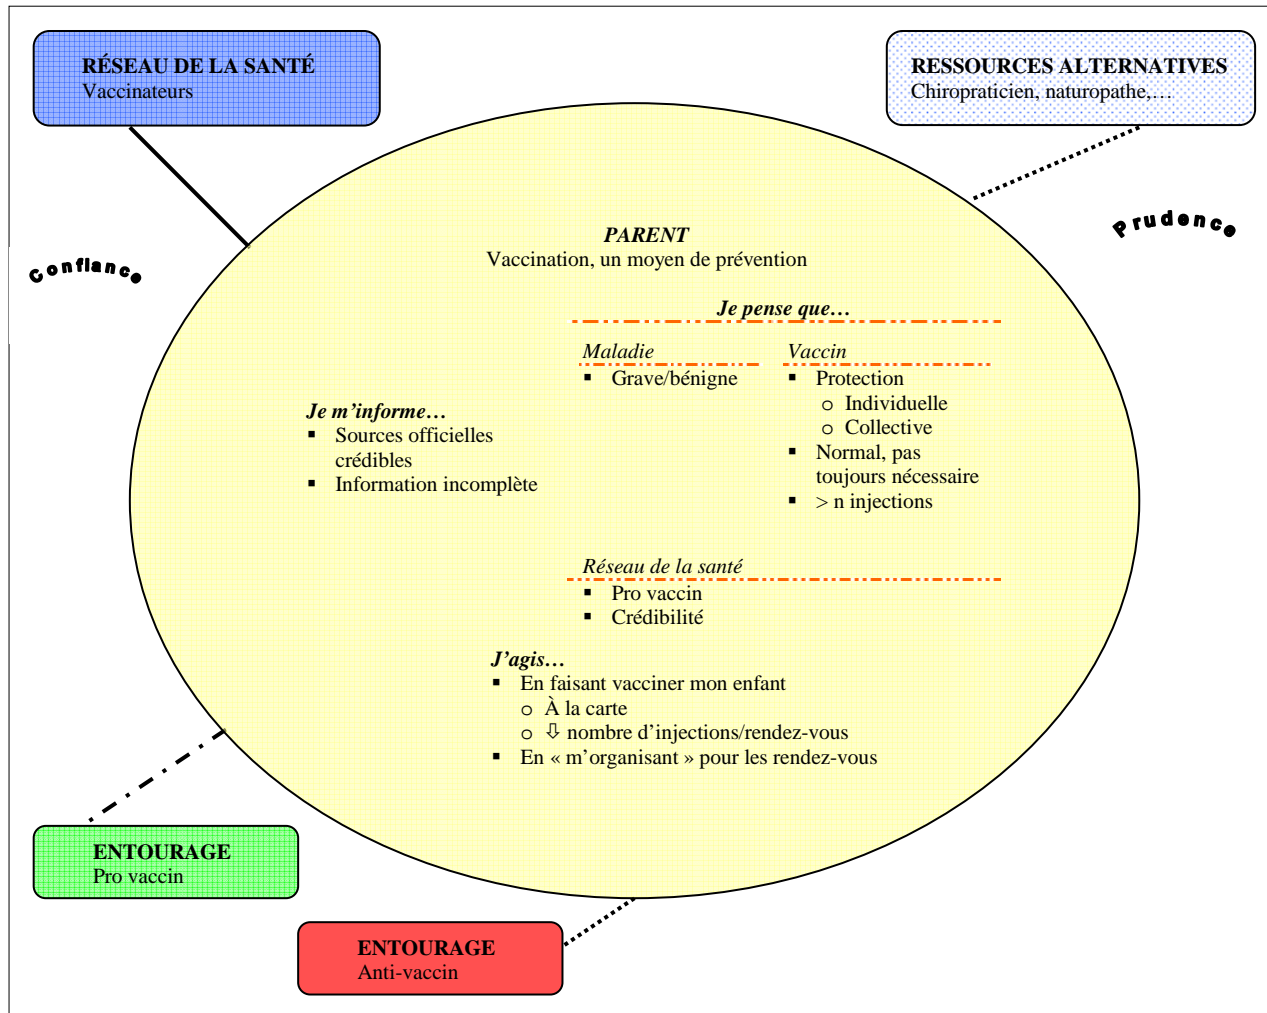 RÉSEAU DE LA SANTÉ
Vaccinateurs
RESSOURCES ALTERNATIVES
Chiropraticien, naturopathe,…
Confiance
Prudence
PARENT
Vaccination, un moyen de prévention
Je pense que…
Maladie
▪ Grave/bénigne
Vaccin
▪ Protection
o Individuelle
o Collective
▪ Normal, pas
toujours nécessaire
▪ > n injections
Je m’informe…
▪ Sources officielles
crédibles
▪ Information incomplète
Réseau de la santé
▪ Pro vaccin
▪ Crédibilité
J’agis…
▪ En faisant vacciner mon enfant
o À la carte
o ⇩ nombre d’injections/rendez-vous
▪ En « m’organisant » pour les rendez-vous
ENTOURAGE
Pro vaccin
ENTOURAGE
Anti-vaccin